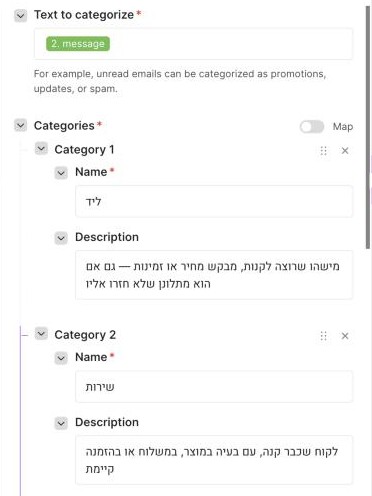 Text to categorize *
2. message
For example, unread emails can be categorized as promotions,
updates, or spam.
Categories *
Map
Category 1
Name *
ליד
Description
מישהו שרוצה לקנות, מבקש מחיר או זמינות — גם אם
הוא מתלונן שלא חזרו אליו
Category 2
Name *
שירות
Description
לקוח שכבר קנה, עם בעיה במוצר, במשלוח או בהזמנה
קיימת